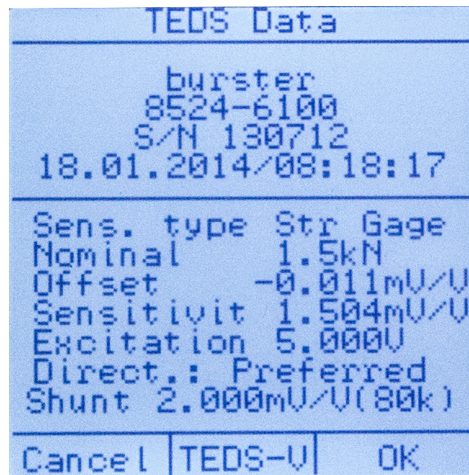 TEDS Data
burster
8524-6100
S/N 130712
18.01.2014/08:18:17
Sens. type Str Gage
Nominal 1.5kN
Offset -0.011mV/V
Sensitivit 1.504mV/V
Excitation 5.000V
Direct.: Preferred
Shunt 2.000mV/V(80k)
Cancel TEDS-V OK